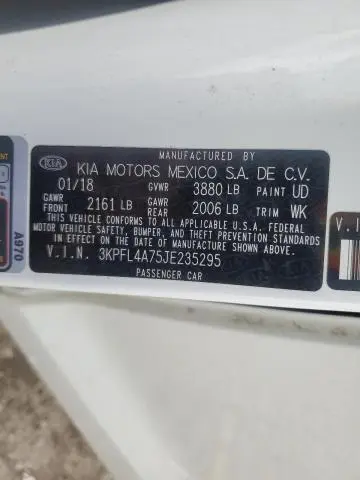 MANUFACTURED BY
KIA KIA MOTORS MEXICO S.A. DE C.V.
01/18 GVWR 3880 LB PAINT UD
GAWR FRONT 2161 LB GAWR REAR 2006 LB TRIM WK
THIS VEHICLE CONFORMS TO ALL APPLICABLE U.S.A. FEDERAL
MOTOR VEHICLE SAFETY, BUMPER, AND THEFT PREVENTION STANDARDS
IN EFFECT ON THE DATE OF MANUFACTURE SHOWN ABOVE.
V.I.N. 3KPFL4A75JE235295
PASSENGER CAR
A970
V.I